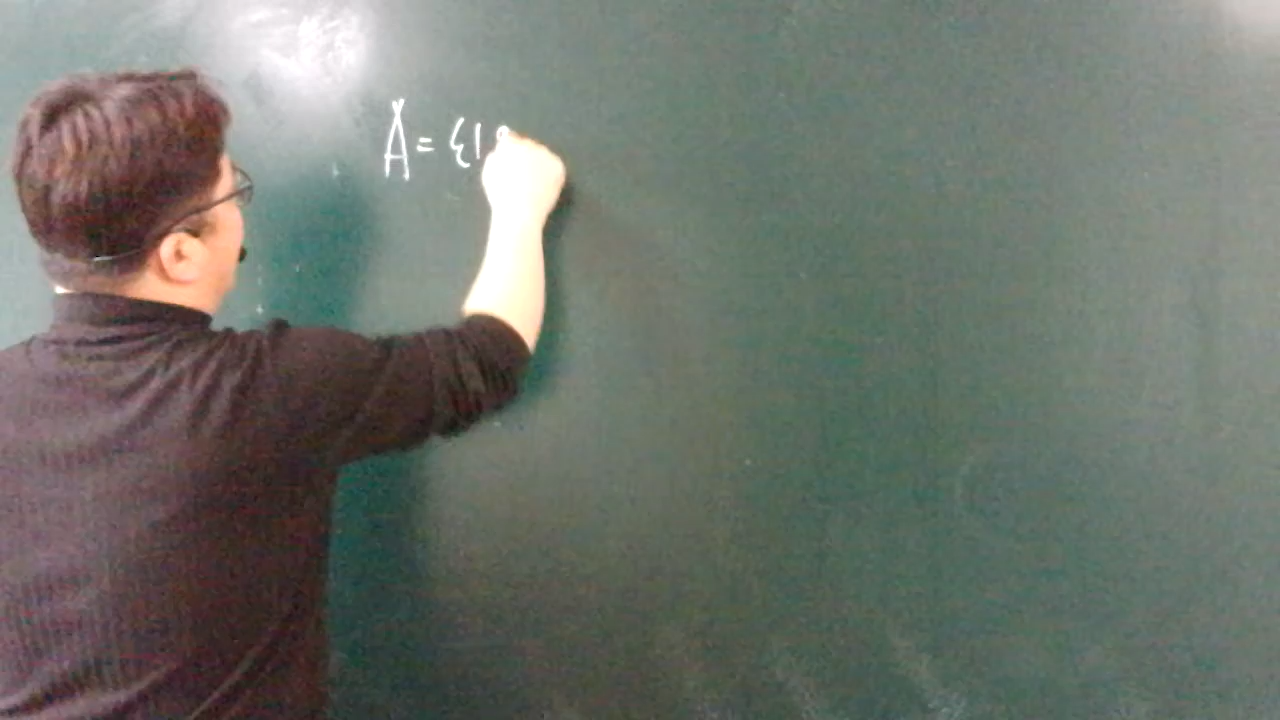 A = {1